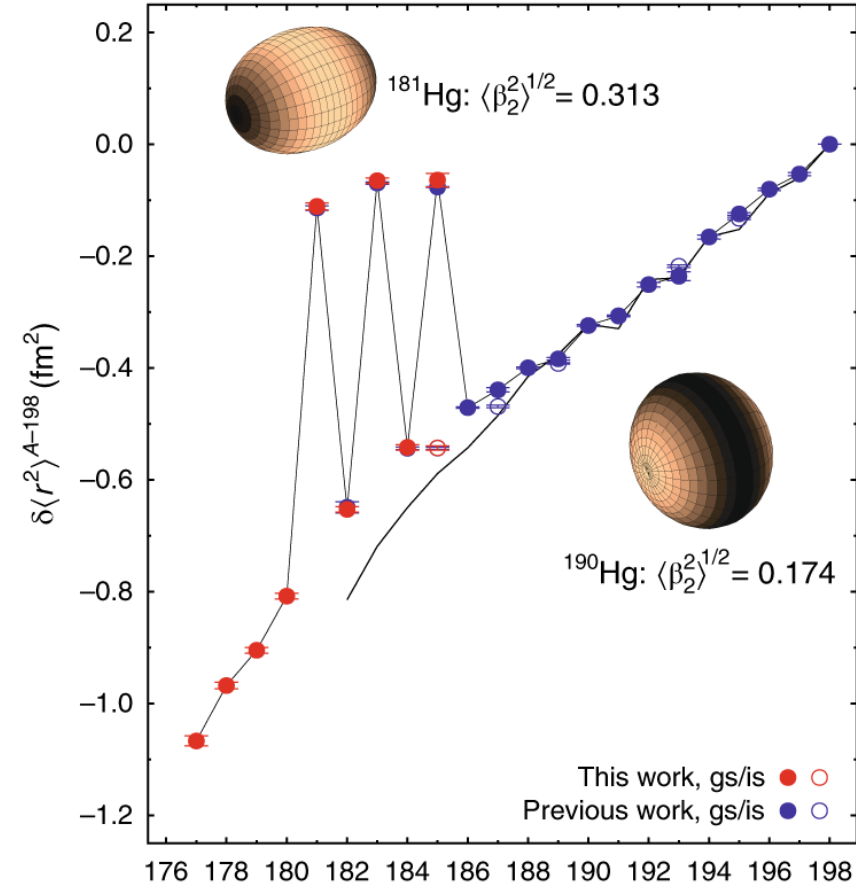 0.2
0.0
−0.2
−0.4
−0.6
−0.8
−1.0
−1.2
δ⟨r²⟩ᴬ⁻¹⁹⁸ (fm²)
¹⁸¹Hg: ⟨β₂²⟩¹/² = 0.313
¹⁹⁰Hg: ⟨β₂²⟩¹/² = 0.174
This work, gs/is
Previous work, gs/is
176 178 180 182 184 186 188 190 192 194 196 198